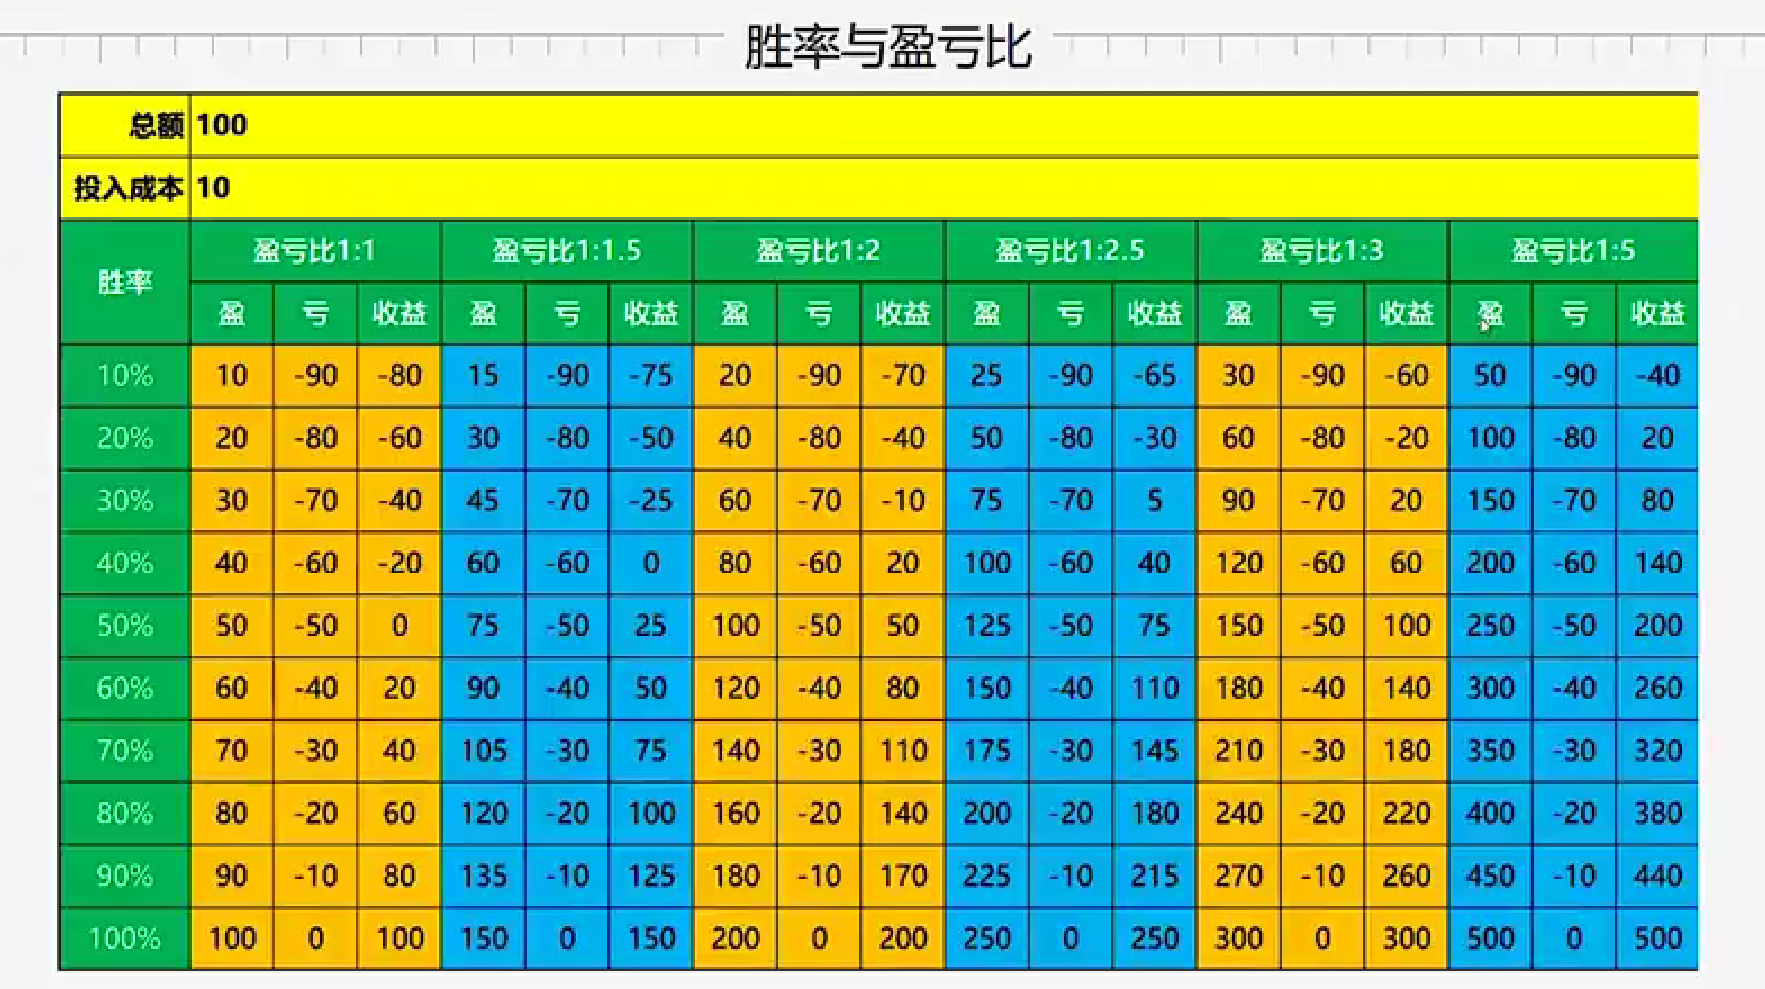 胜率与盈亏比
总额 100
投入成本 10
胜率 盈亏比1:1 盈亏比1:1.5 盈亏比1:2 盈亏比1:2.5 盈亏比1:3 盈亏比1:5
盈 亏 收益 盈 亏 收益 盈 亏 收益 盈 亏 收益 盈 亏 收益 盈 亏 收益
10% 10 -90 -80 15 -90 -75 20 -90 -70 25 -90 -65 30 -90 -60 50 -90 -40
20% 20 -80 -60 30 -80 -50 40 -80 -40 50 -80 -30 60 -80 -20 100 -80 20
30% 30 -70 -40 45 -70 -25 60 -70 -10 75 -70 5 90 -70 20 150 -70 80
40% 40 -60 -20 60 -60 0 80 -60 20 100 -60 40 120 -60 60 200 -60 140
50% 50 -50 0 75 -50 25 100 -50 50 125 -50 75 150 -50 100 250 -50 200
60% 60 -40 20 90 -40 50 120 -40 80 150 -40 110 180 -40 140 300 -40 260
70% 70 -30 40 105 -30 75 140 -30 110 175 -30 145 210 -30 180 350 -30 320
80% 80 -20 60 120 -20 100 160 -20 140 200 -20 180 240 -20 220 400 -20 380
90% 90 -10 80 135 -10 125 180 -10 170 225 -10 215 270 -10 260 450 -10 440
100% 100 0 100 150 0 150 200 0 200 250 0 250 300 0 300 500 0 500